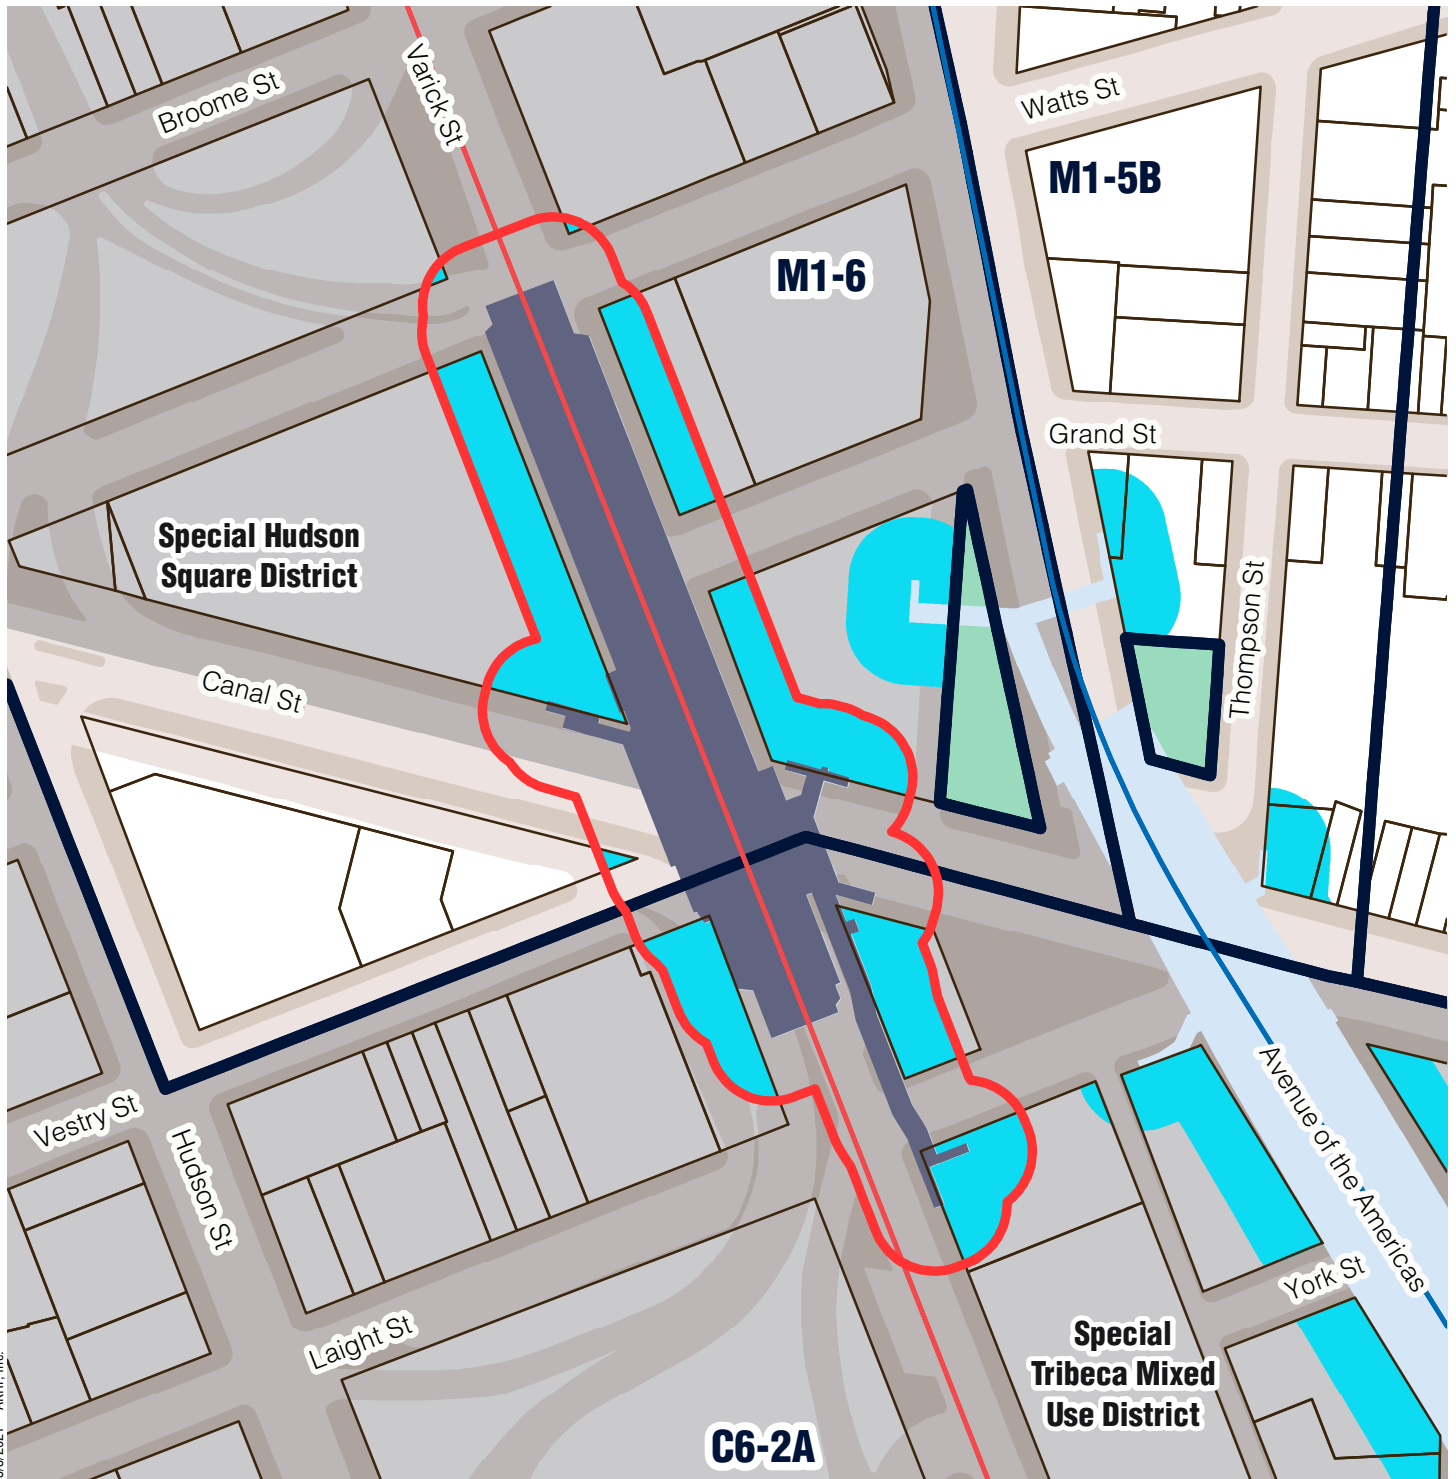 Broome St
Varick St
Watts St
M1-5B
M1-6
Grand St
Special Hudson
Square District
Thompson St
Canal St
Avenue of the Americas
Vestry St
Hudson St
York St
Laight St
Special
Tribeca Mixed
Use District
C6-2A